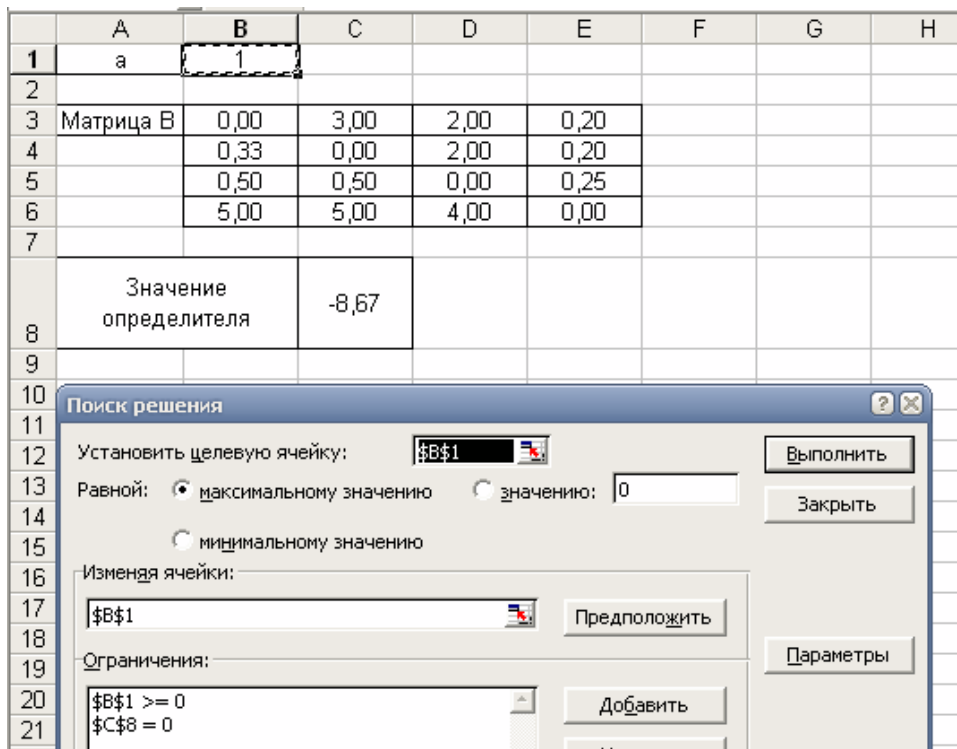 A B C D E F G H
1 a 1
2
3 Матрица В 0,00 3,00 2,00 0,20
4 0,33 0,00 2,00 0,20
5 0,50 0,50 0,00 0,25
6 5,00 5,00 4,00 0,00
7
Значение
определителя -8,67
8
9
10
Поиск решения
11
12 Установить целевую ячейку: $B$1 Выполнить
13 Равной: максимальному значению значению: 0
14 Закрыть
15 минимальному значению
16 Изменяя ячейки:
17 $B$1 Предположить
18
19 Ограничения: Параметры
20 $B$1 >= 0 Добавить
21 $C$8 = 0